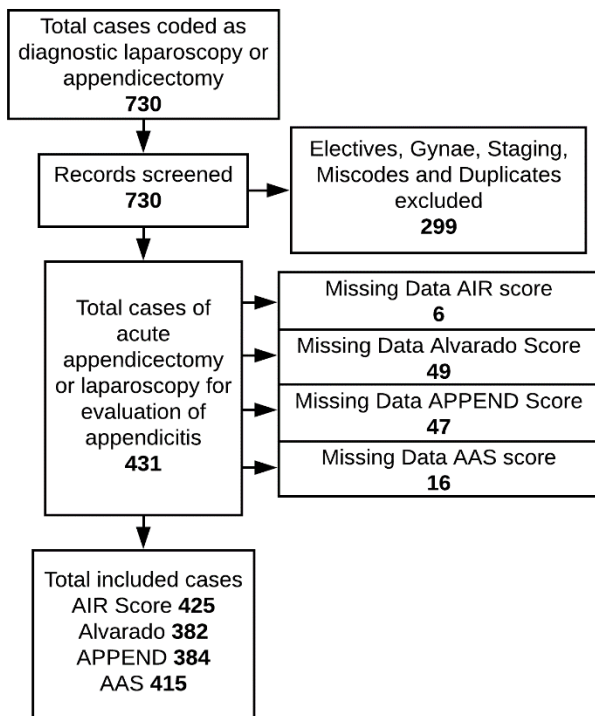 Total cases coded as
diagnostic laparoscopy or
appendicectomy
730
Records screened
730
Electives, Gynae, Staging,
Miscodes and Duplicates
excluded
299
Total cases of
acute
appendicectomy
or laparoscopy for
evaluation of
appendicitis
431
Missing Data AIR score
6
Missing Data Alvarado Score
49
Missing Data APPEND Score
47
Missing Data AAS score
16
Total included cases
AIR Score 425
Alvarado 382
APPEND 384
AAS 415